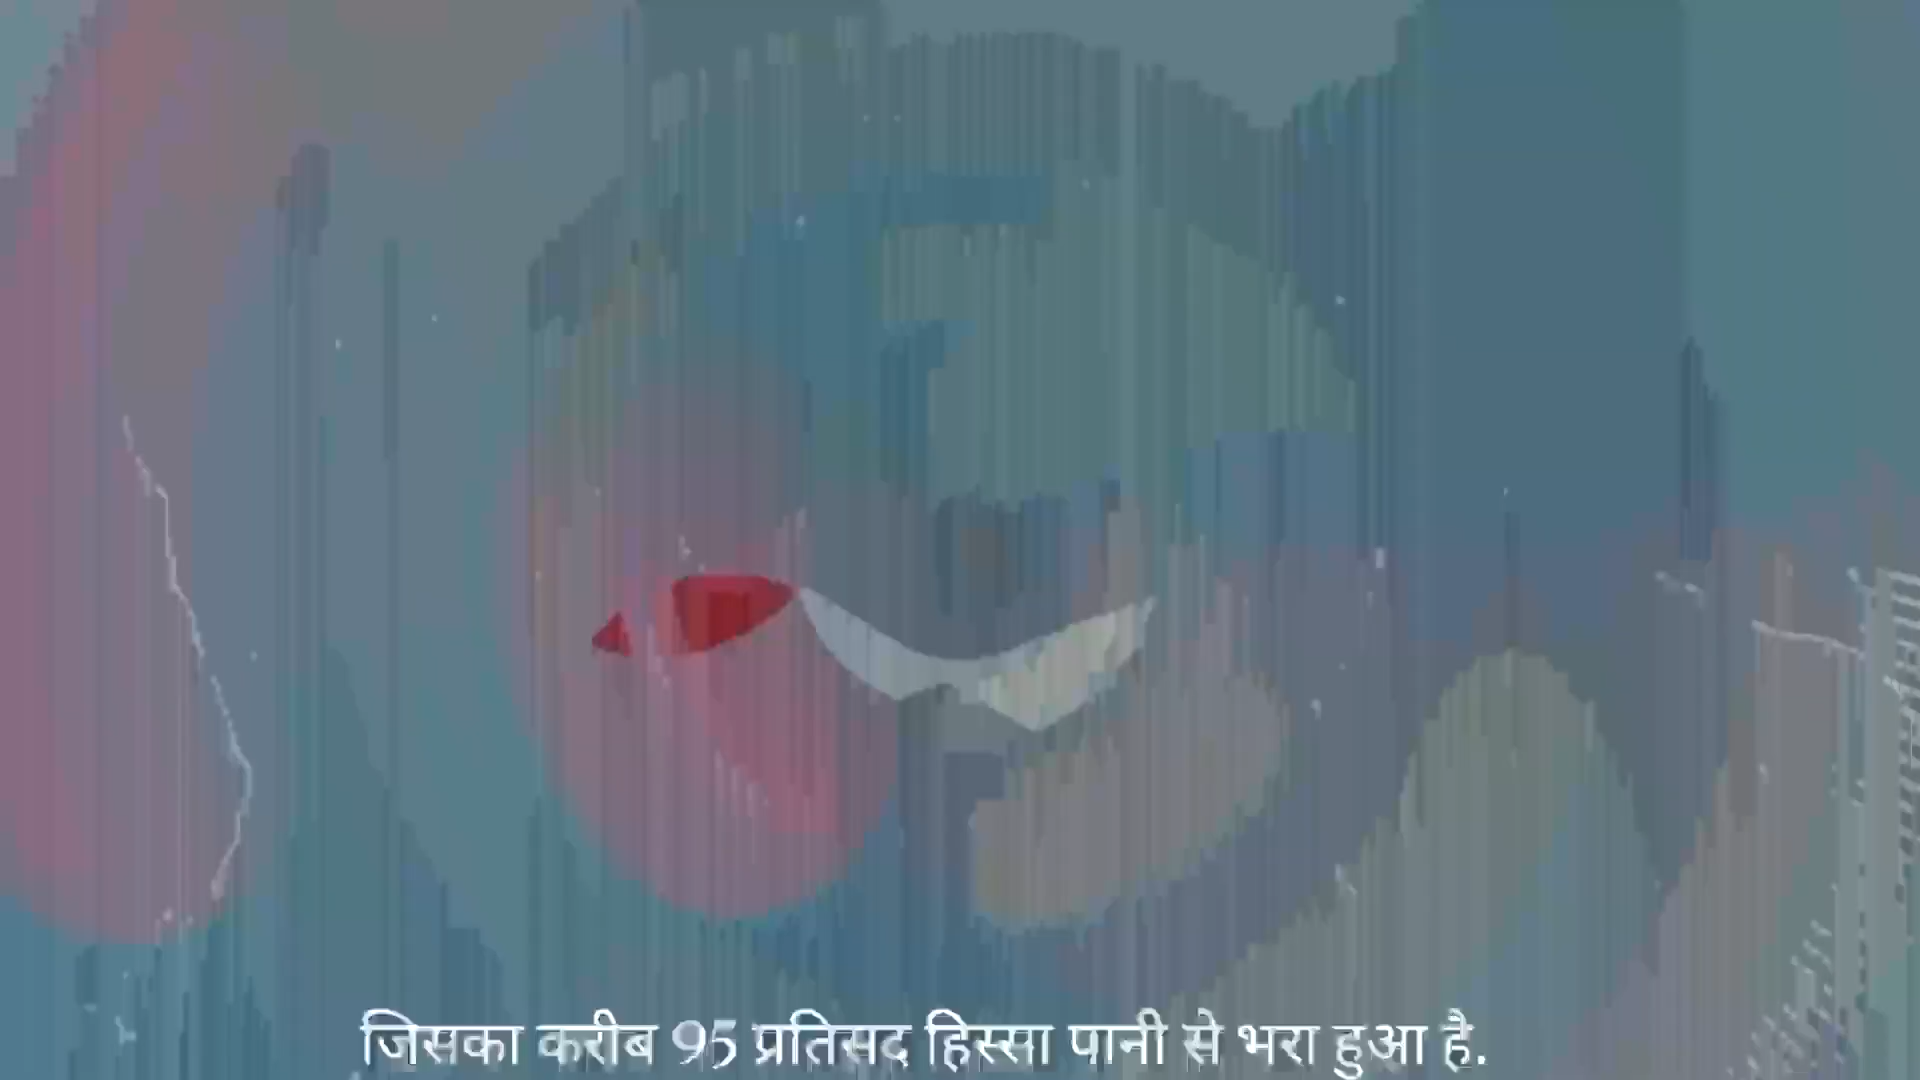 जिसका करीब 95 प्रतिसद हिस्सा पानी से भरा हुआ है.